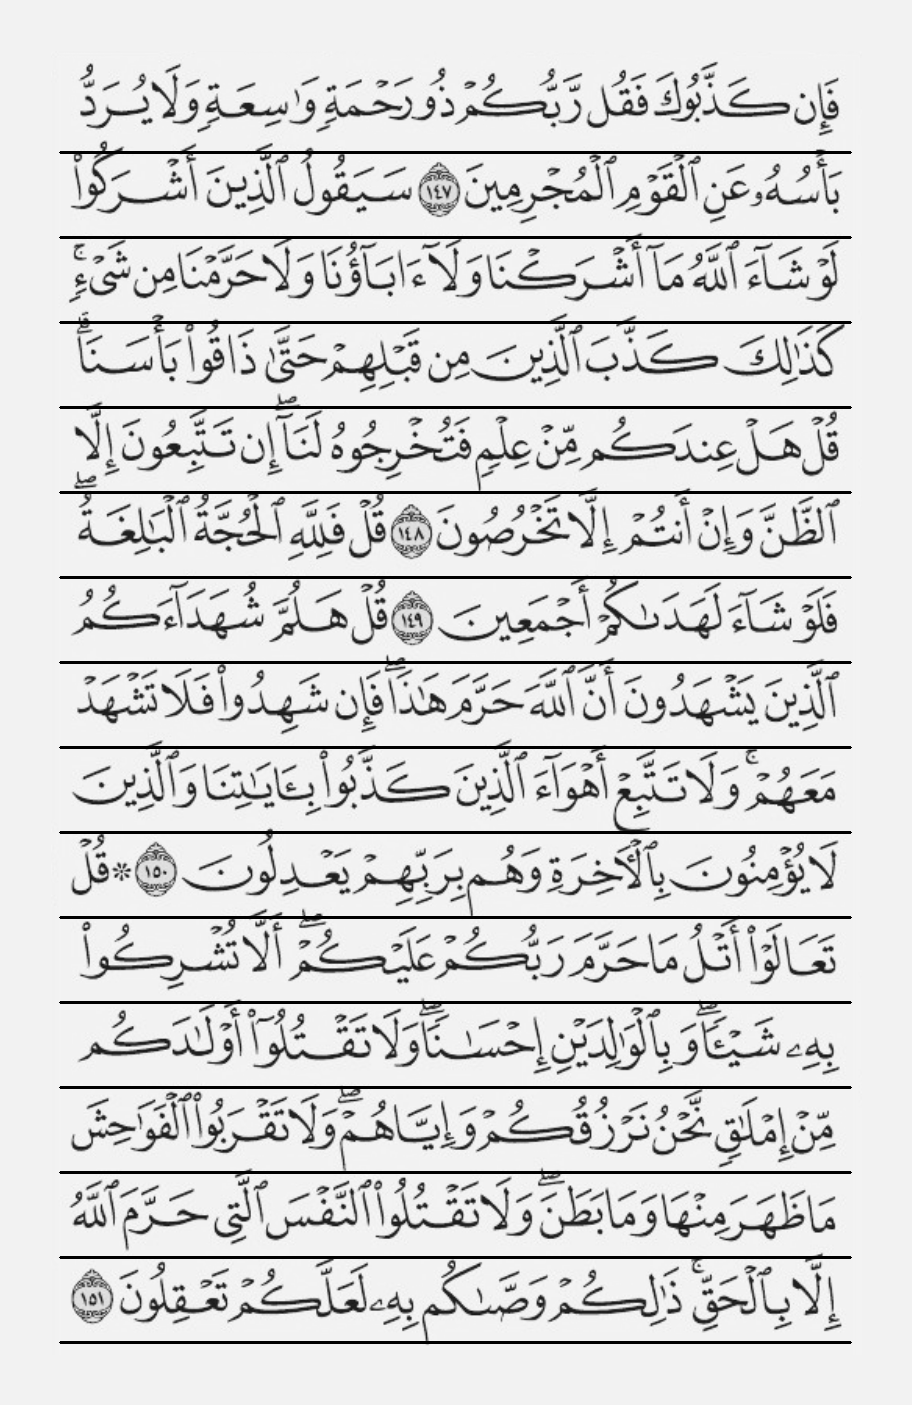 فَإِن كَذَّبُوكَ فَقُل رَّبُّكُمْ ذُو رَحْمَةٍ وَٰسِعَةٍ وَلَا يُرَدُّ
بَأْسُهُۥ عَنِ ٱلْقَوْمِ ٱلْمُجْرِمِينَ ١٤٧ سَيَقُولُ ٱلَّذِينَ أَشْرَكُوا۟
لَوْ شَآءَ ٱللَّهُ مَآ أَشْرَكْنَا وَلَآ ءَابَآؤُنَا وَلَا حَرَّمْنَا مِن شَىْءٍ ۚ
كَذَٰلِكَ كَذَّبَ ٱلَّذِينَ مِن قَبْلِهِمْ حَتَّىٰ ذَاقُوا۟ بَأْسَنَا ۗ
قُلْ هَلْ عِندَكُم مِّنْ عِلْمٍ فَتُخْرِجُوهُ لَنَآ ۖ إِن تَتَّبِعُونَ إِلَّا
ٱلظَّنَّ وَإِنْ أَنتُمْ إِلَّا تَخْرُصُونَ ١٤٨ قُلْ فَلِلَّهِ ٱلْحُجَّةُ ٱلْبَٰلِغَةُ ۖ
فَلَوْ شَآءَ لَهَدَىٰكُمْ أَجْمَعِينَ ١٤٩ قُلْ هَلُمَّ شُهَدَآءَكُمُ
ٱلَّذِينَ يَشْهَدُونَ أَنَّ ٱللَّهَ حَرَّمَ هَٰذَا ۖ فَإِن شَهِدُوا۟ فَلَا تَشْهَدْ
مَعَهُمْ ۚ وَلَا تَتَّبِعْ أَهْوَآءَ ٱلَّذِينَ كَذَّبُوا۟ بِـَٔايَٰتِنَا وَٱلَّذِينَ
لَا يُؤْمِنُونَ بِٱلْـَٔاخِرَةِ وَهُم بِرَبِّهِمْ يَعْدِلُونَ ١٥٠ ۞ قُلْ
تَعَالَوْا۟ أَتْلُ مَا حَرَّمَ رَبُّكُمْ عَلَيْكُمْ ۖ أَلَّا تُشْرِكُوا۟
بِهِۦ شَيْـًٔا ۖ وَبِٱلْوَٰلِدَيْنِ إِحْسَٰنًا ۖ وَلَا تَقْتُلُوٓا۟ أَوْلَٰدَكُم
مِّنْ إِمْلَٰقٍ ۖ نَّحْنُ نَرْزُقُكُمْ وَإِيَّاهُمْ ۖ وَلَا تَقْرَبُوا۟ ٱلْفَوَٰحِشَ
مَا ظَهَرَ مِنْهَا وَمَا بَطَنَ ۖ وَلَا تَقْتُلُوا۟ ٱلنَّفْسَ ٱلَّتِى حَرَّمَ ٱللَّهُ
إِلَّا بِٱلْحَقِّ ۚ ذَٰلِكُمْ وَصَّىٰكُم بِهِۦ لَعَلَّكُمْ تَعْقِلُونَ ١٥١